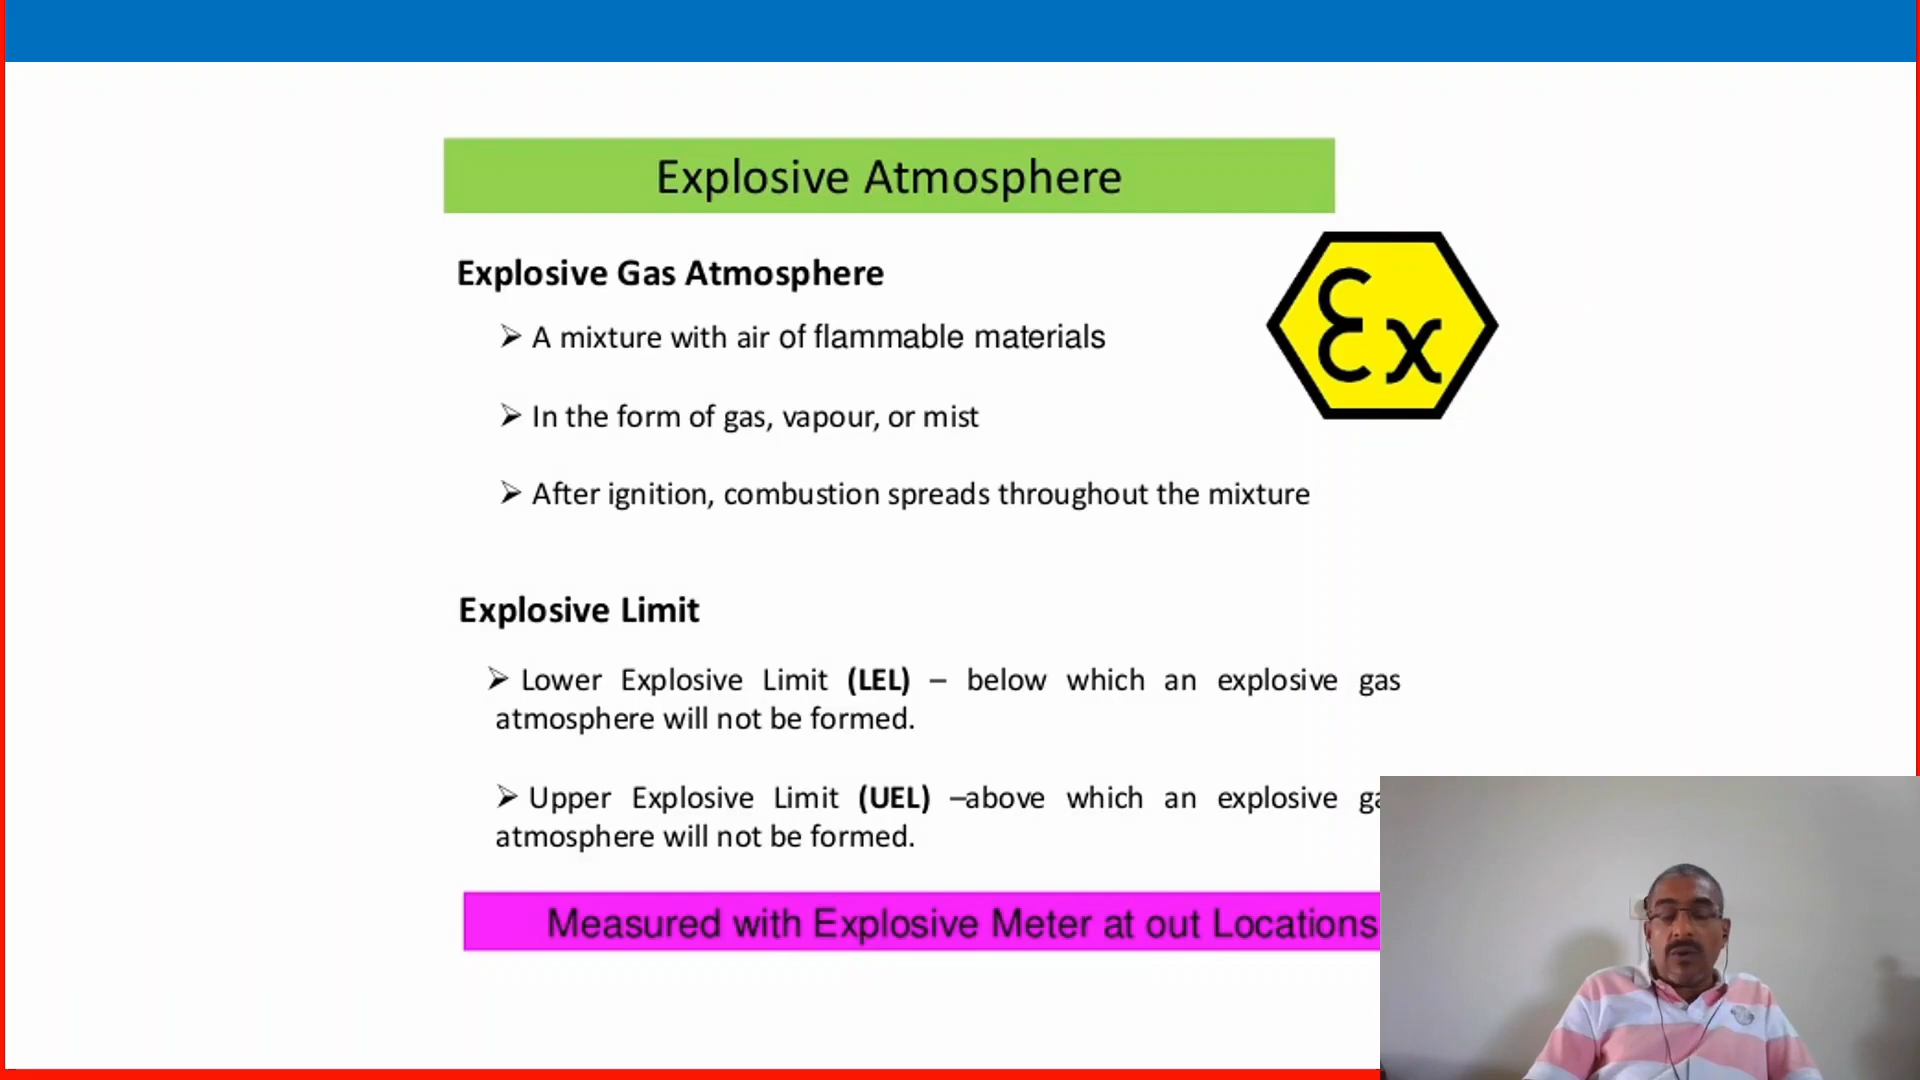 Explosive Atmosphere
Explosive Gas Atmosphere
Ex
➢ A mixture with air of flammable materials
➢ In the form of gas, vapour, or mist
➢ After ignition, combustion spreads throughout the mixture
Explosive Limit
➢ Lower Explosive Limit (LEL) – below which an explosive gas
atmosphere will not be formed.
➢ Upper Explosive Limit (UEL) –above which an explosive
atmosphere will not be formed.
Measured with Explosive Meter at out Locations